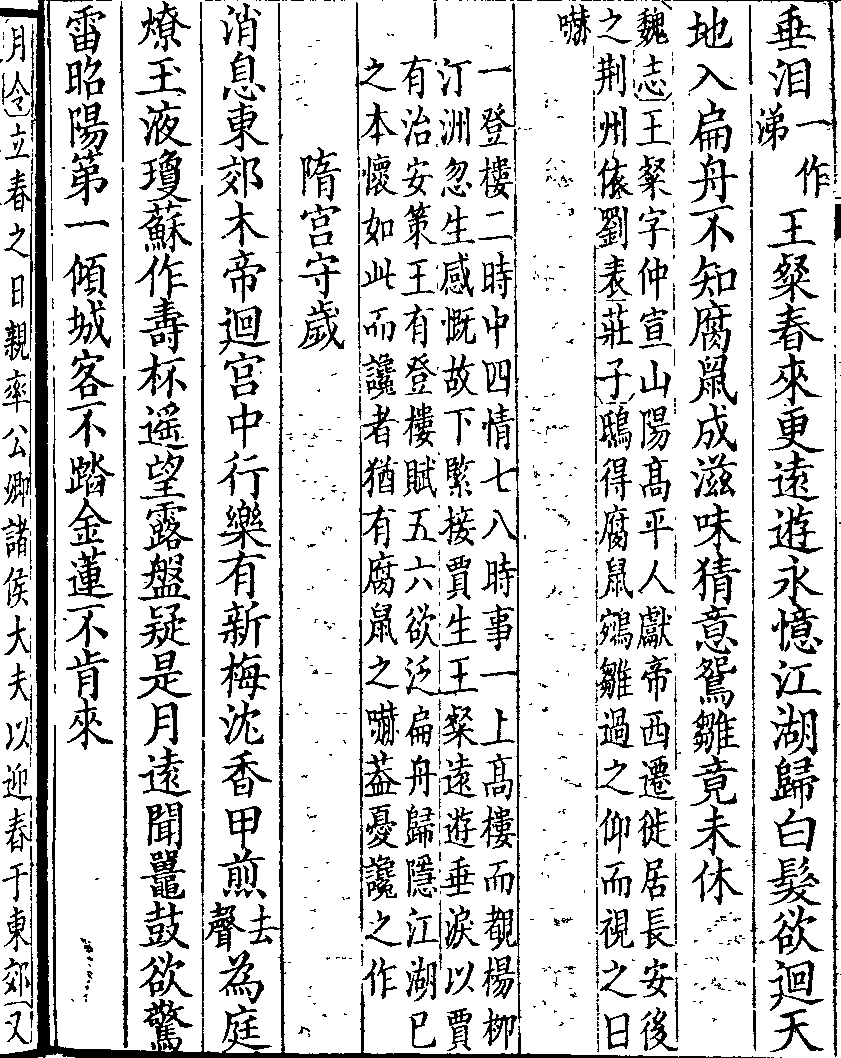 垂泪一作涕王粲春來更遠遊永憶江湖歸白髮欲迴天
地入扁舟不知腐鼠成滋味猜意鴛雛竟未休
魏志王粲字仲宣山陽髙平人獻帝西遷徙居長安後
之荆州依劉表莊子鴟得腐鼠鵷雛過之仰而視之曰
嚇
一登樓二時中四情七八時事一上髙樓而覩楊柳
汀洲忽生感慨故下緊接賈生王粲遠遊垂淚以賈
有治安策王有登樓賦五六欲泛扁舟歸隱江湖已
之本懷如此而讒者猶有腐鼠之嚇葢憂讒之作
隋宫守歲
消息東郊木帝迴宫中行樂有新梅沈香甲煎去聲為庭
燎玉液瓊蘇作壽杯遥望露盤疑是月遠聞鼉鼓欲驚
雷昭陽第一傾城客不踏金蓮不肯來
月令立春之日親率公卿諸侯大夫以迎春于東郊又